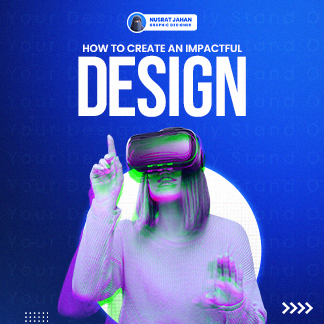 NUSRAT JAHAN
GRAPHIC DESIGNER
HOW TO CREATE AN IMPACTFUL
DESIGN